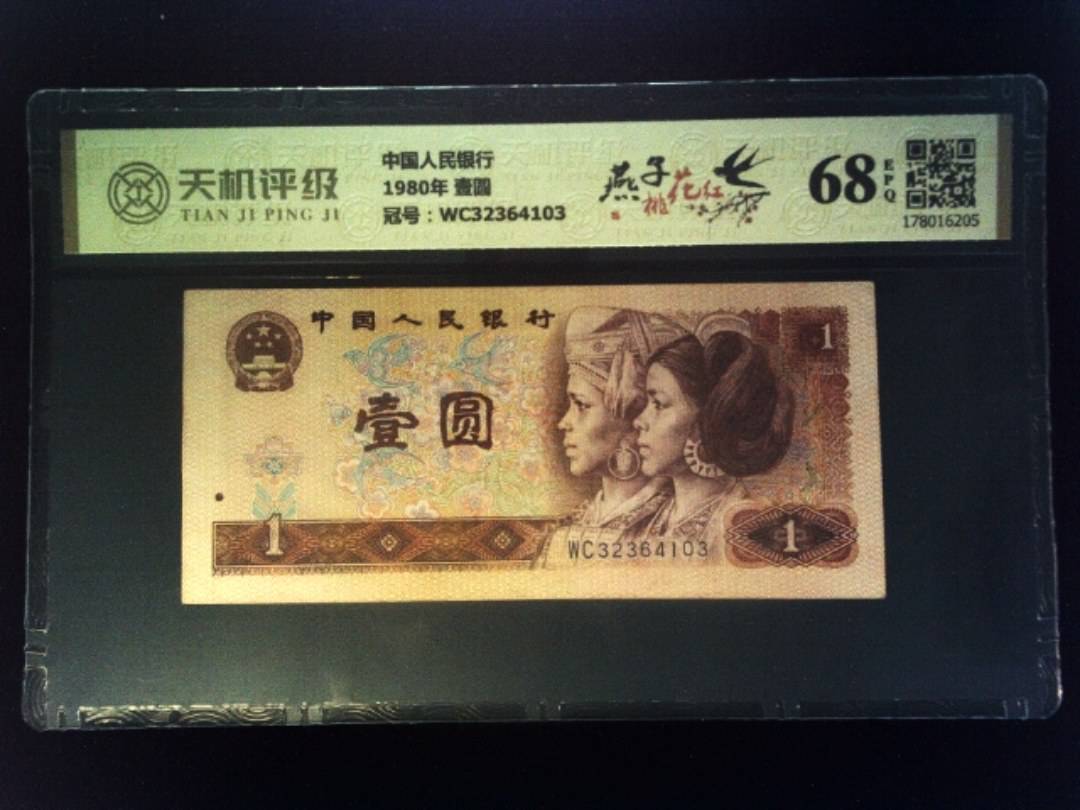 天机评级
TIAN JI PING JI
中国人民银行
1980年 壹圆
冠号：WC32364103
燕子
桃花红
68
EPQ
178016205
中国人民银行
1
壹圆
1
WC32364103
1